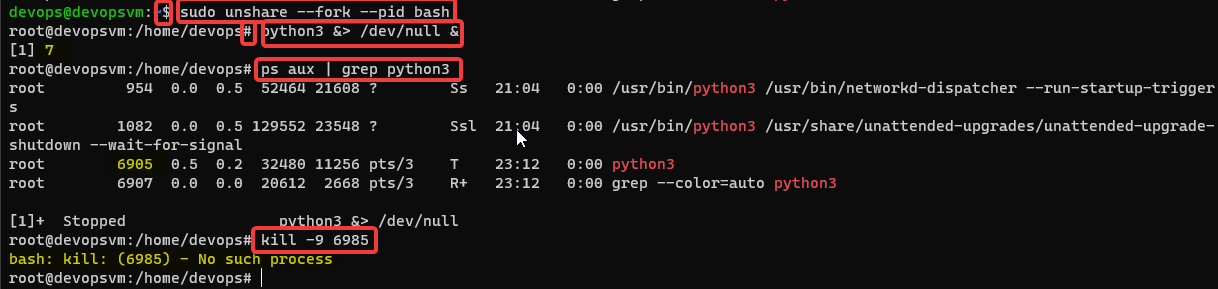 devops@devopsvm:~$ sudo unshare --fork --pid bash
root@devopsvm:/home/devops# python3 &> /dev/null &
[1] 7
root@devopsvm:/home/devops# ps aux | grep python3
root         954  0.0  0.5  52464 21608 ?        Ss   21:04   0:00 /usr/bin/python3 /usr/bin/networkd-dispatcher --run-startup-trigger
s
root        1082  0.0  0.5 129552 23548 ?        Ssl  21:04   0:00 /usr/bin/python3 /usr/share/unattended-upgrades/unattended-upgrade-
shutdown --wait-for-signal
root        6905  0.5  0.2  32480 11256 pts/3    T    23:12   0:00 python3
root        6907  0.0  0.0  20612  2668 pts/3    R+   23:12   0:00 grep --color=auto python3
[1]+  Stopped                 python3 &> /dev/null
root@devopsvm:/home/devops# kill -9 6985
bash: kill: (6985) - No such process
root@devopsvm:/home/devops#